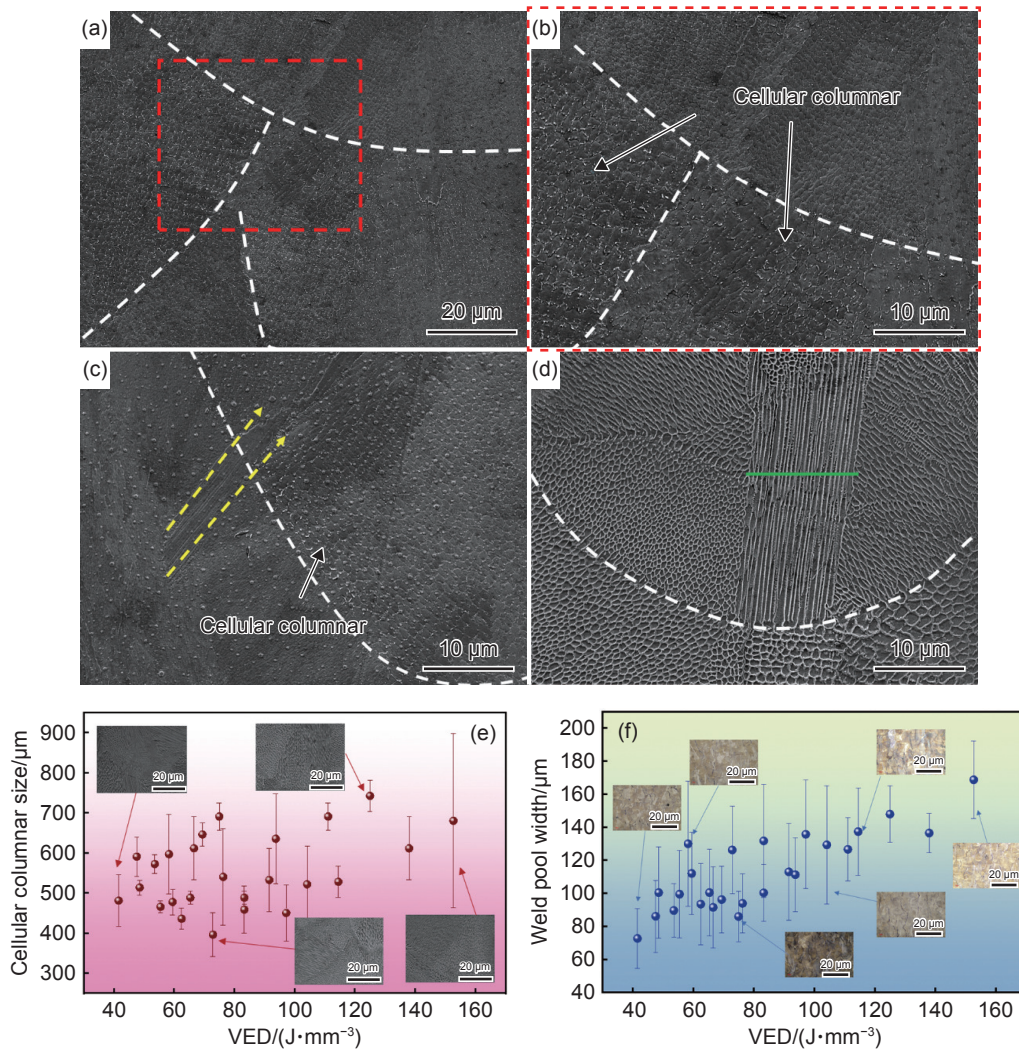 (a)
20 μm
(b)
Cellular columnar
10 μm
(c)
Cellular columnar
10 μm
(d)
10 μm
(e)
Cellular columnar size/μm
900
800
700
600
500
400
300
20 μm
20 μm
20 μm
20 μm
40 60 80 100 120 140 160
VED/(J·mm⁻³)
(f)
Weld pool width/μm
200
180
160
140
120
100
80
60
40
20 μm
20 μm
20 μm
20 μm
20 μm
20 μm
40 60 80 100 120 140 160
VED/(J·mm⁻³)